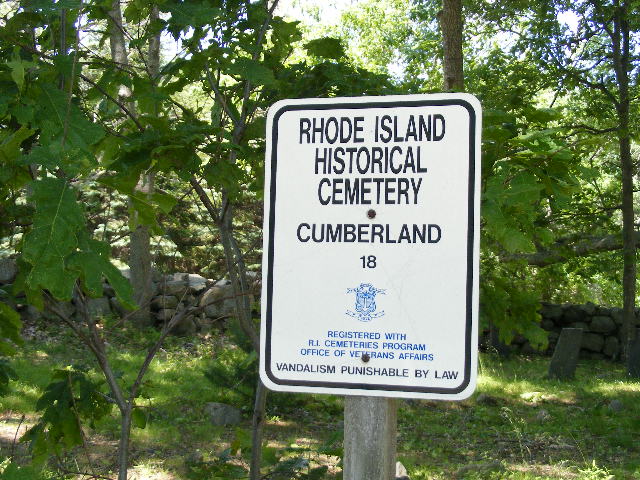 RHODE ISLAND
HISTORICAL
CEMETERY
CUMBERLAND
18
REGISTERED WITH
R.I. CEMETERIES PROGRAM
OFFICE OF VETERANS AFFAIRS
VANDALISM PUNISHABLE BY LAW